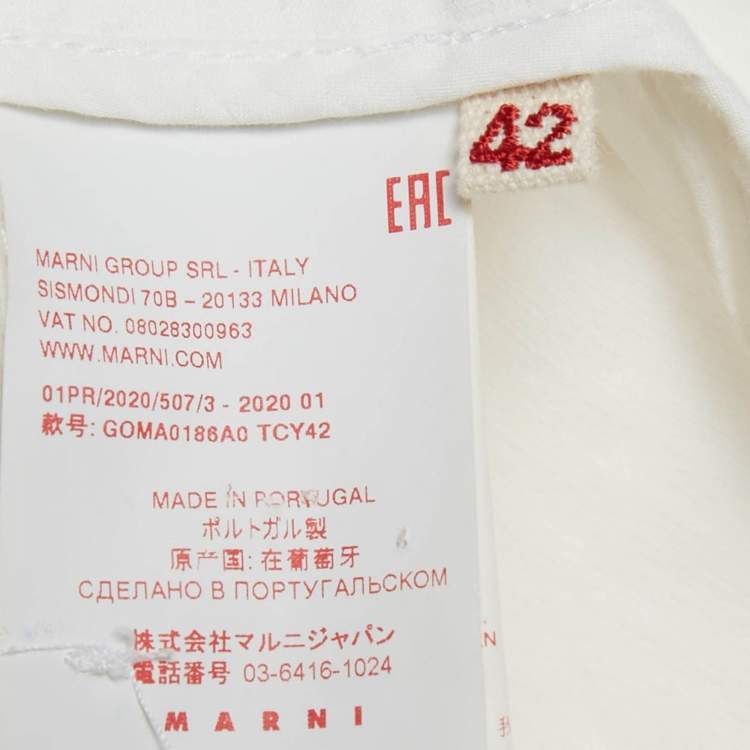 42
EAC
MARNI GROUP SRL - ITALY
SISMONDI 70B – 20133 MILANO
VAT NO. 08028300963
WWW.MARNI.COM
01PR/2020/507/3 - 2020 01
款号: GOMA0186A0 TCY42
MADE IN PORTUGAL
ポルトガル製
原产国: 在葡萄牙
СДЕЛАНО В ПОРТУГАЛЬСКОМ
株式会社マルニジャパン
電話番号 03-6416-1024
MARNI